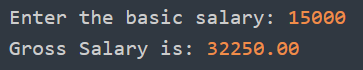 Enter the basic salary: 15000
Gross Salary is: 32250.00